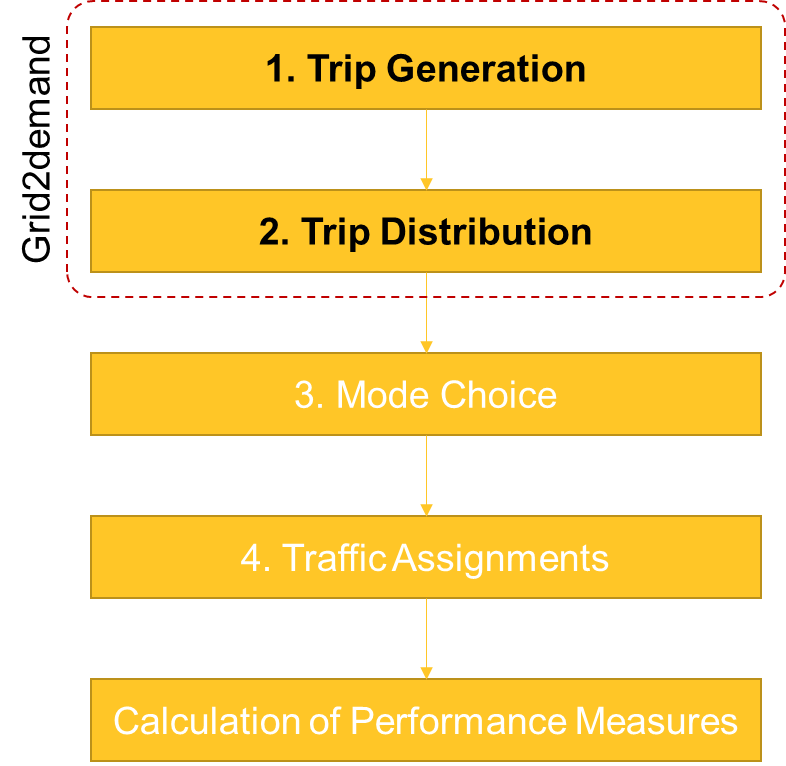 Grid2demand
1. Trip Generation
2. Trip Distribution
3. Mode Choice
4. Traffic Assignments
Calculation of Performance Measures